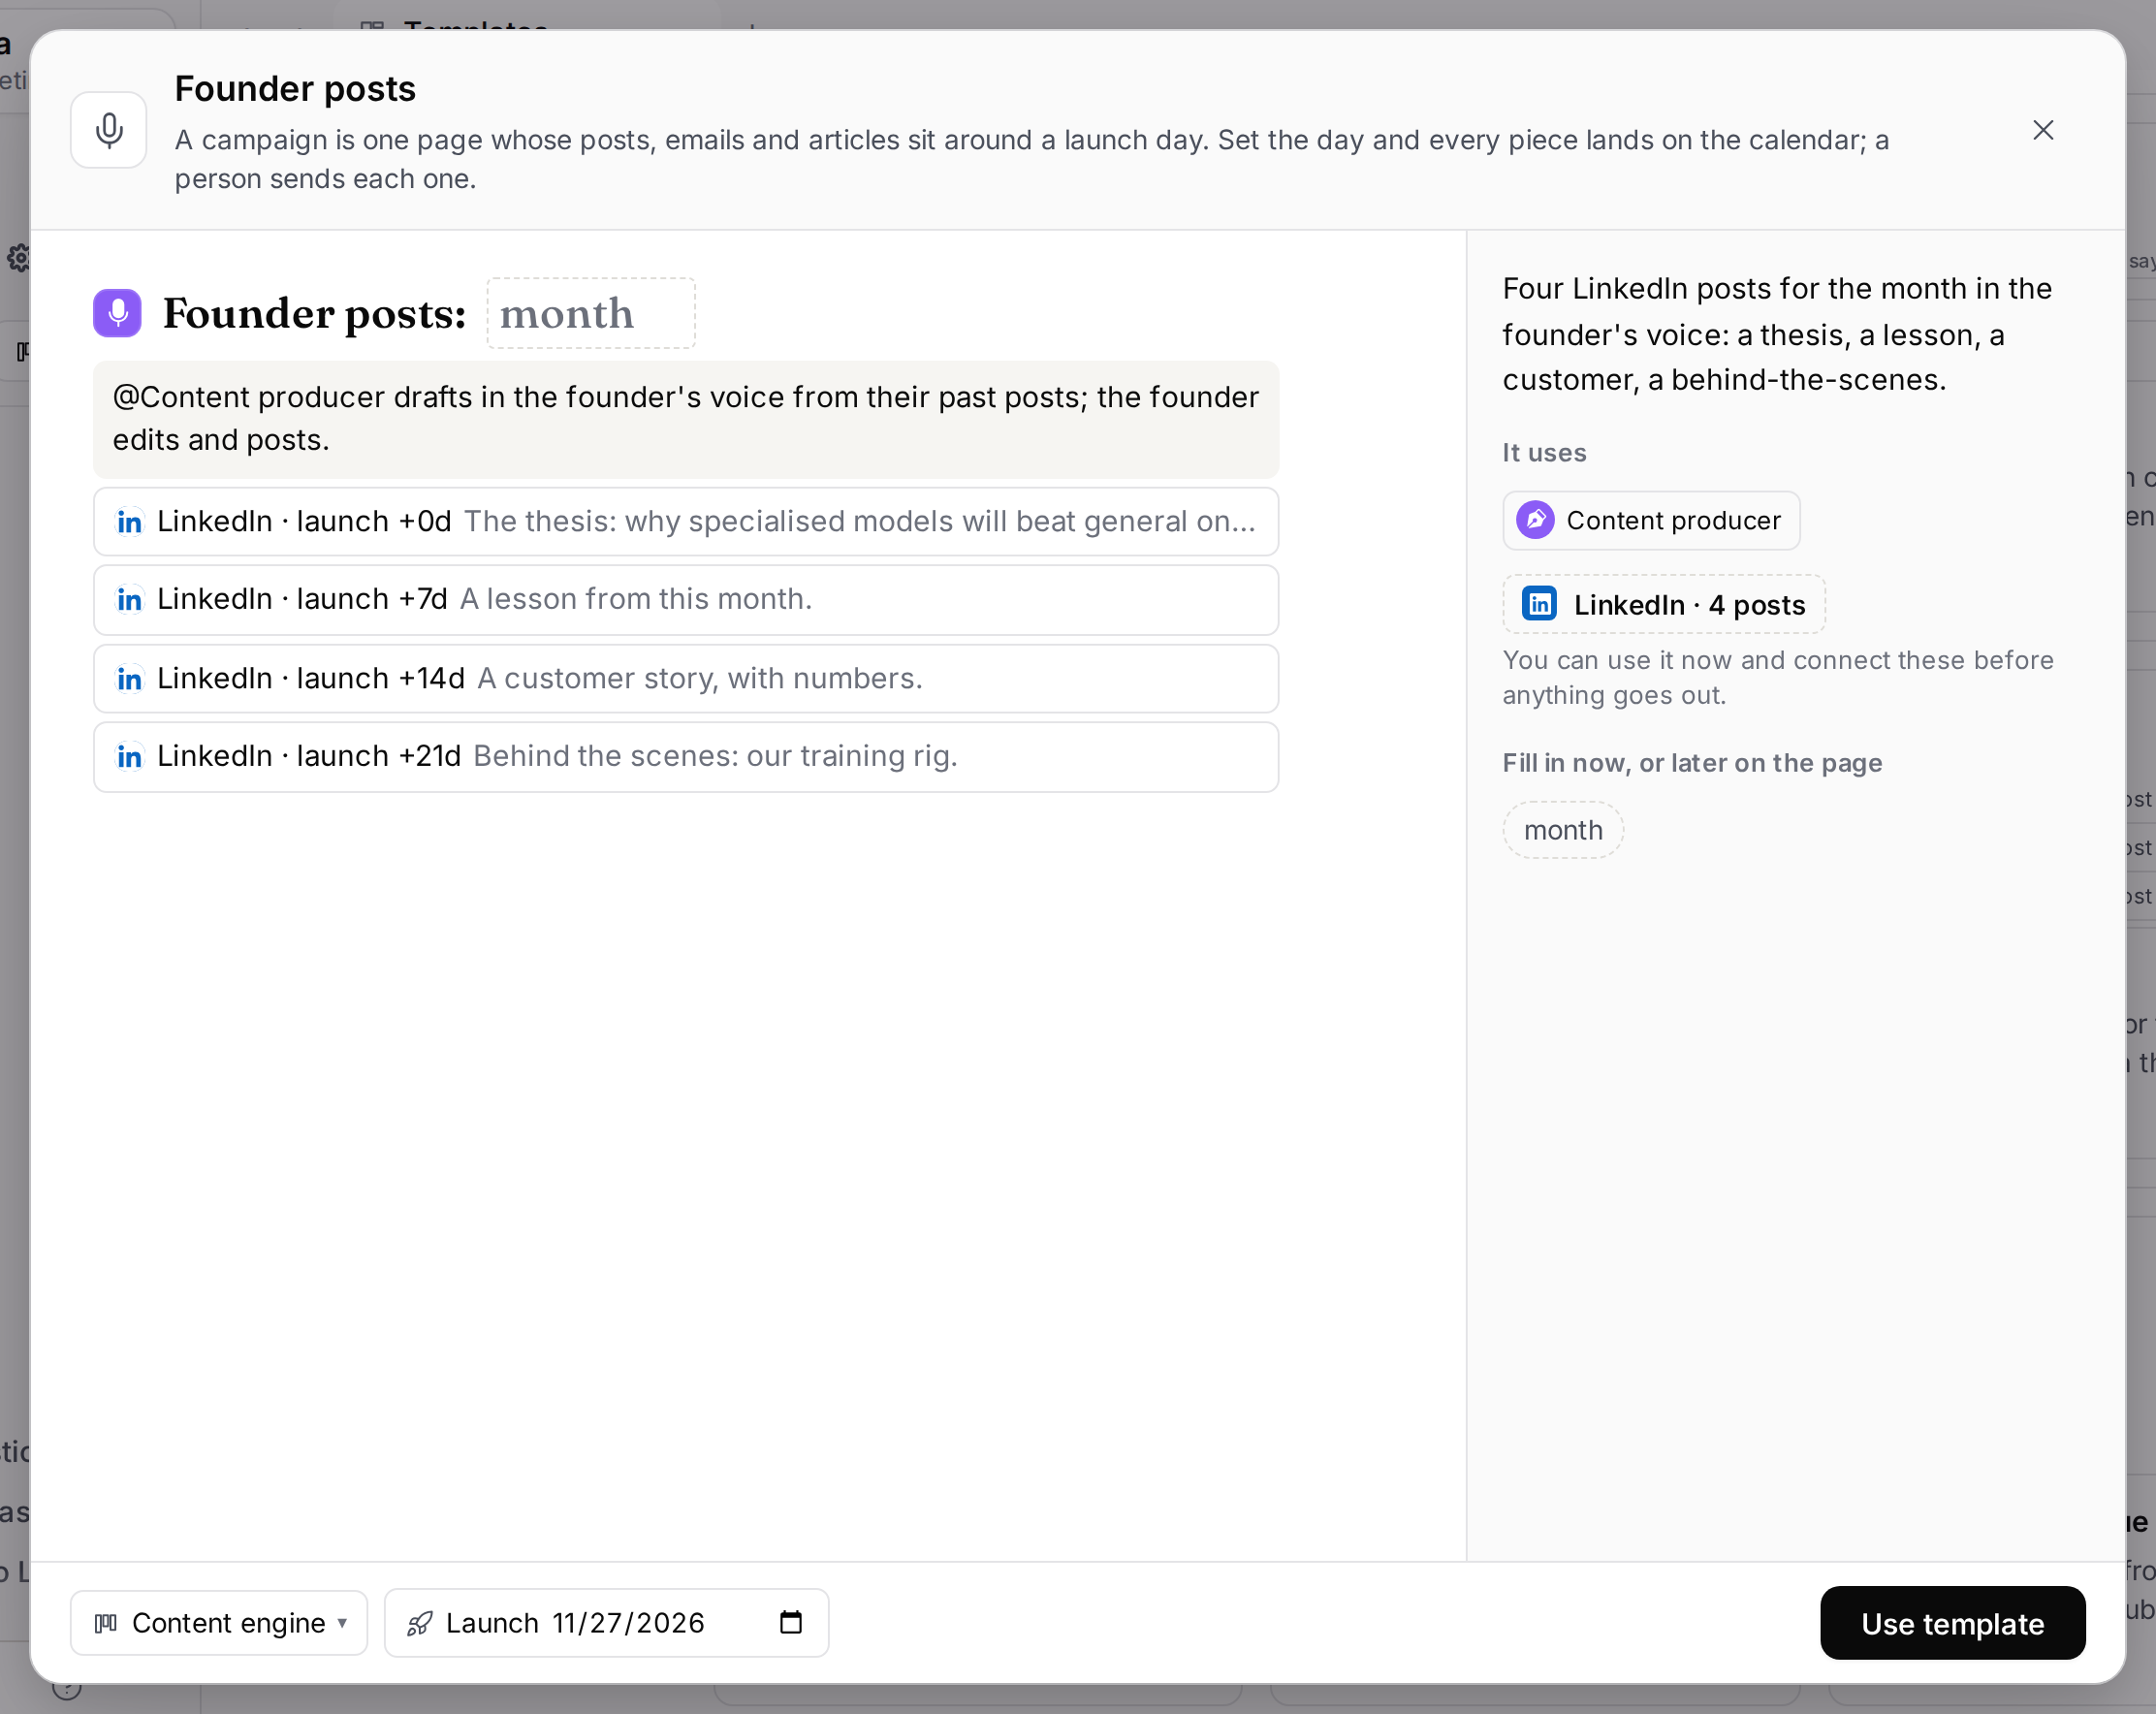 Templates
Founder posts
A campaign is one page whose posts, emails and articles sit around a launch day. Set the day and every piece lands on the calendar; a
person sends each one.
Founder posts: month
@Content producer drafts in the founder's voice from their past posts; the founder
edits and posts.
LinkedIn · launch +0d The thesis: why specialised models will beat general on...
LinkedIn · launch +7d A lesson from this month.
LinkedIn · launch +14d A customer story, with numbers.
LinkedIn · launch +21d Behind the scenes: our training rig.
Four LinkedIn posts for the month in the
founder's voice: a thesis, a lesson, a
customer, a behind-the-scenes.
It uses
Content producer
LinkedIn · 4 posts
You can use it now and connect these before
anything goes out.
Fill in now, or later on the page
month
Content engine
Launch 11/27/2026
Use template